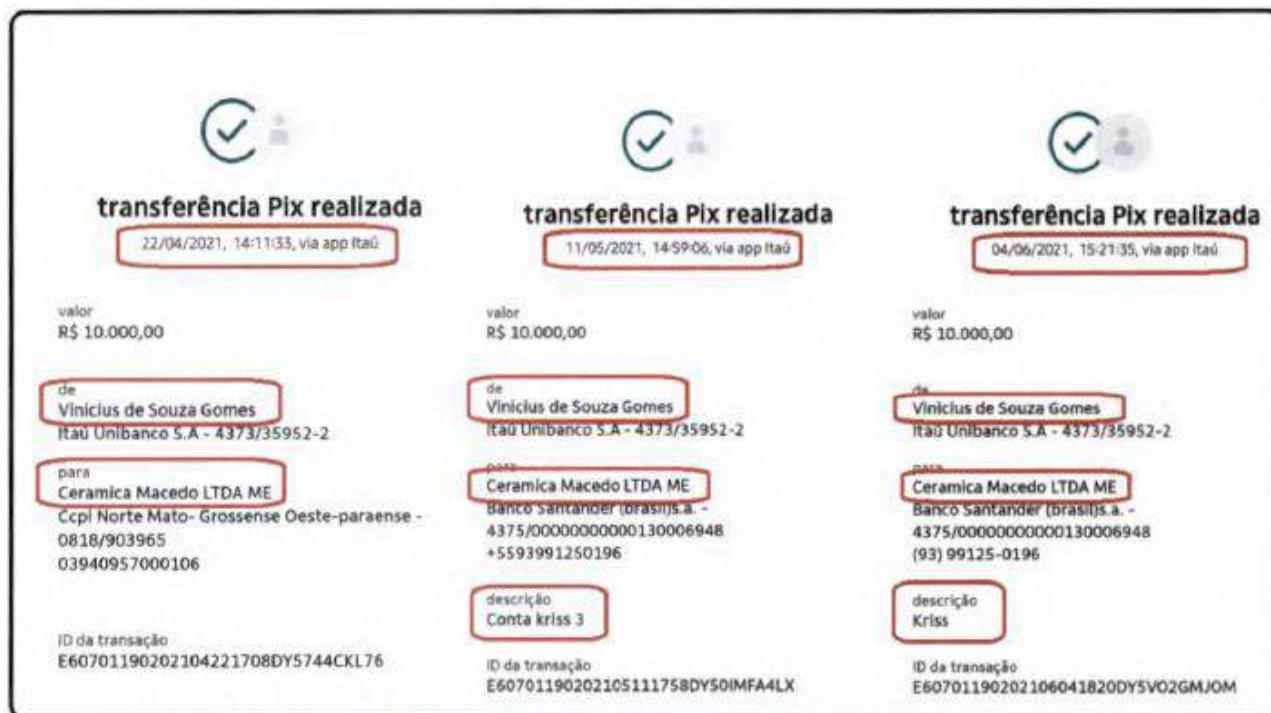 transferência Pix realizada
22/04/2021, 14:11:33, via app Itaú
valor
R$ 10.000,00
de
Vinicius de Souza Gomes
Itaú Unibanco S.A - 4373/35952-2
para
Ceramica Macedo LTDA ME
Ccpi Norte Mato- Grossense Oeste-paraense -
0818/903965
03940957000106
ID da transação
E60701190202104221708DY5744CKL76
transferência Pix realizada
11/05/2021, 14:59:06, via app Itaú
valor
R$ 10.000,00
de
Vinicius de Souza Gomes
Itaú Unibanco S.A - 4373/35952-2
para
Ceramica Macedo LTDA ME
Banco Santander (brasil)s.a. -
4375/00000000000130006948
+5593991250196
descrição
Conta kriss 3
ID da transação
E60701190202105111758DY50IMFA4LX
transferência Pix realizada
04/06/2021, 15:21:35, via app Itaú
valor
R$ 10.000,00
de
Vinicius de Souza Gomes
Itaú Unibanco S.A - 4373/35952-2
para
Ceramica Macedo LTDA ME
Banco Santander (brasil)s.a. -
4375/00000000000130006948
(93) 99125-0196
descrição
Kriss
ID da transação
E60701190202106041820DY5VO2GMJOM